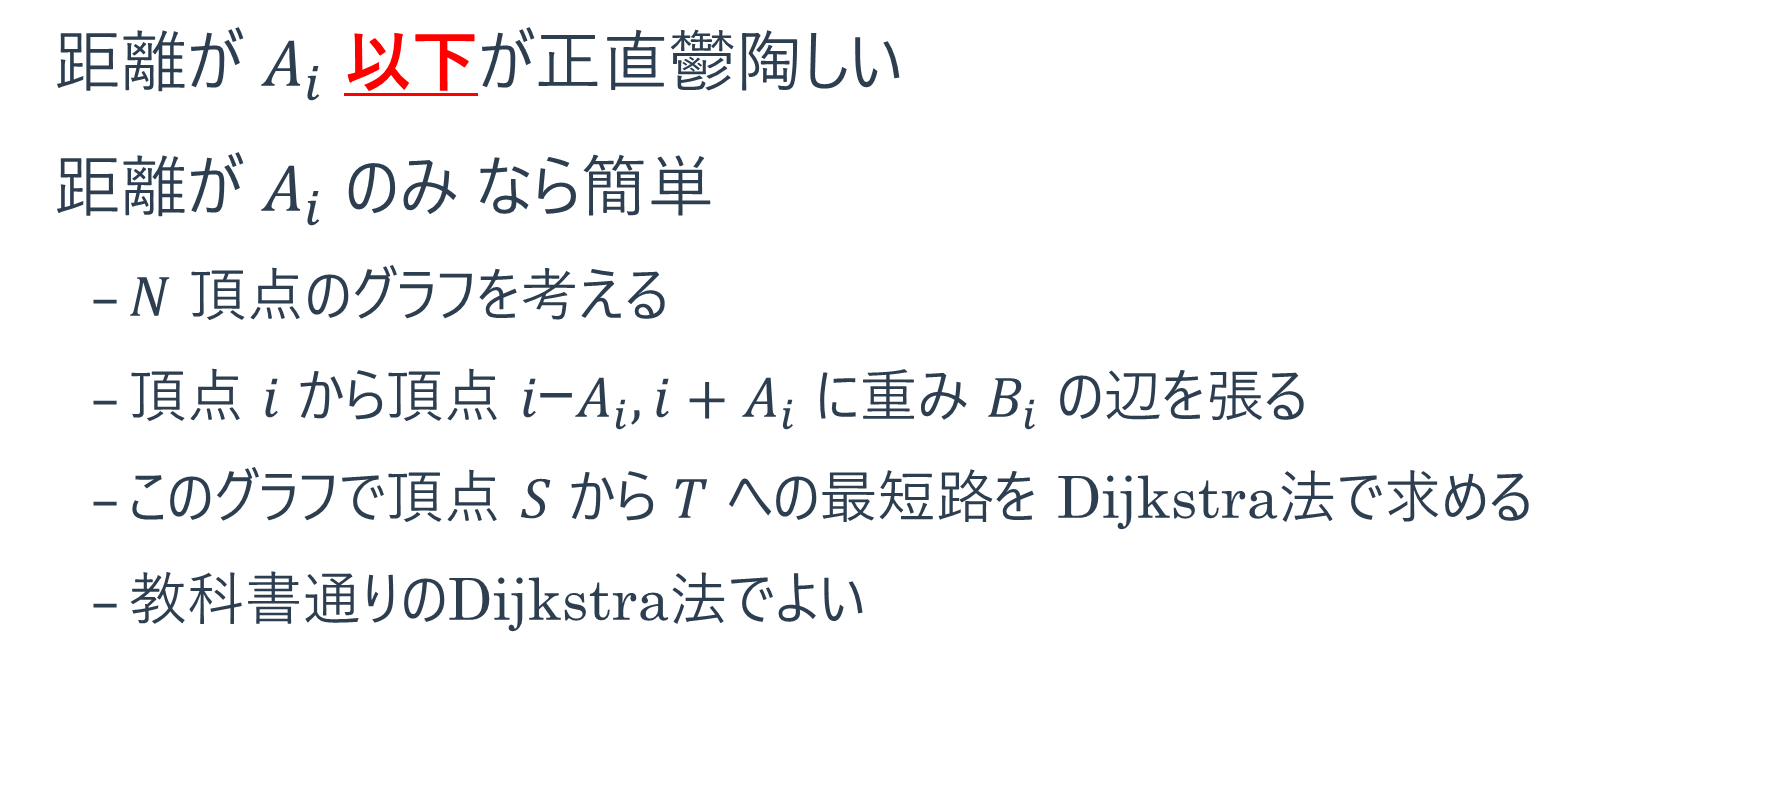 距離が Aᵢ 以下が正直鬱陶しい
距離が Aᵢ のみ なら簡単
– N 頂点のグラフを考える
– 頂点 i から頂点 i−Aᵢ, i + Aᵢ に重み Bᵢ の辺を張る
– このグラフで頂点 S から T への最短路を Dijkstra法で求める
– 教科書通りのDijkstra法でよい